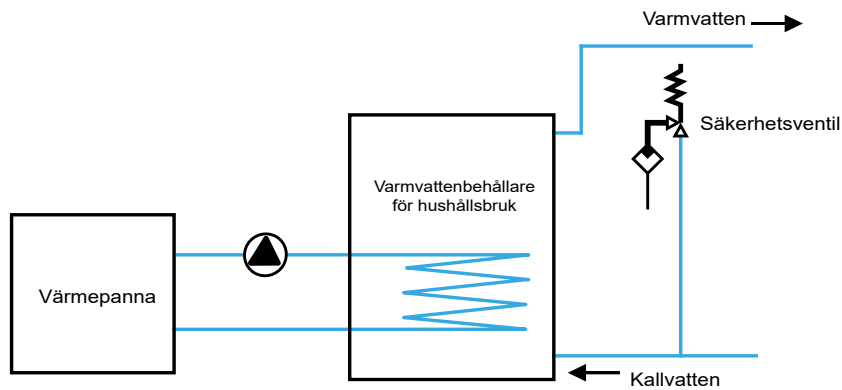 Varmvatten
Säkerhetsventil
Varmvattenbehållare
för hushållsbruk
Värmepanna
Kallvatten